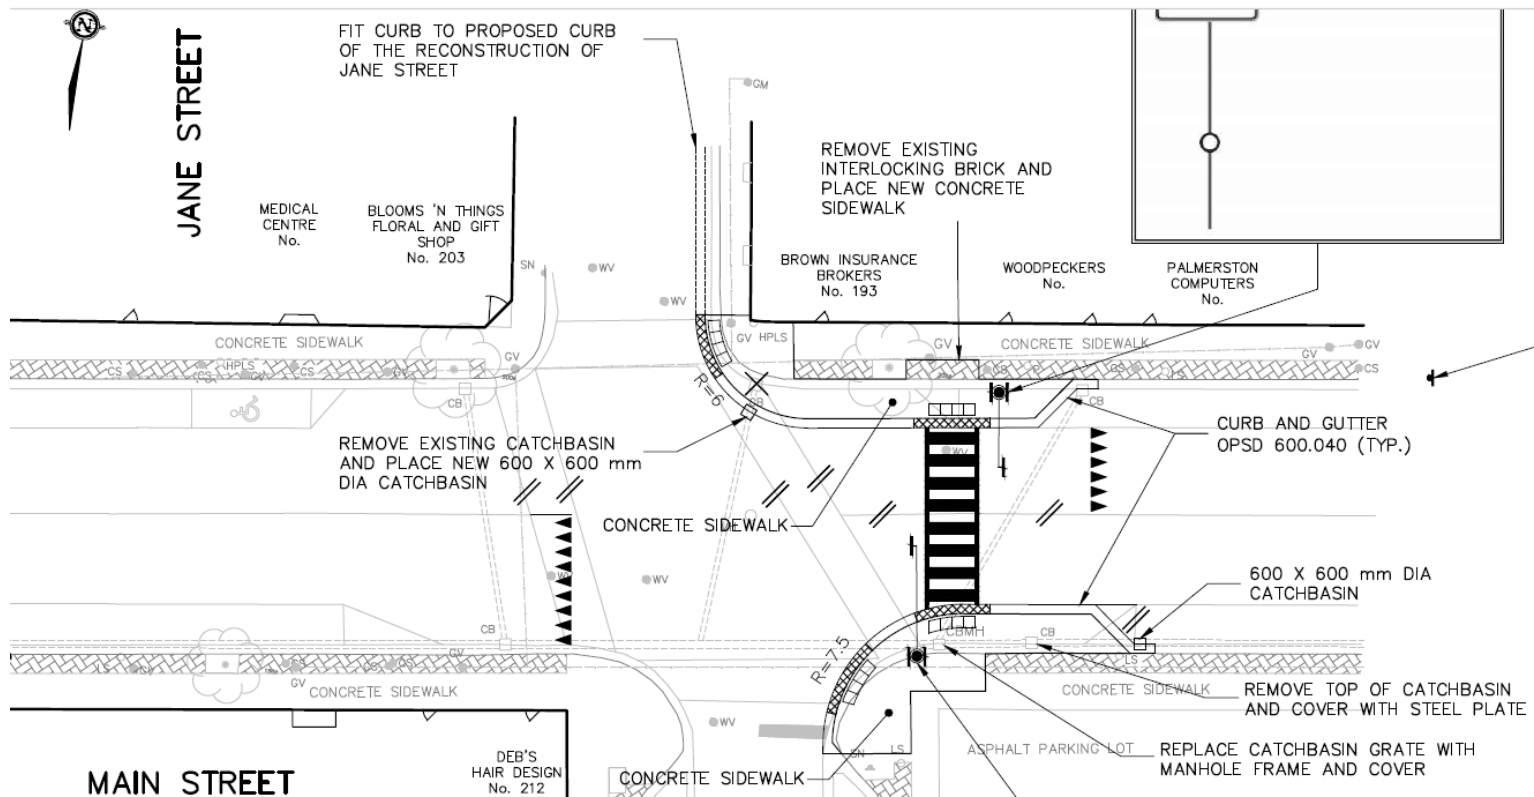 N
JANE STREET
FIT CURB TO PROPOSED CURB
OF THE RECONSTRUCTION OF
JANE STREET
GM
REMOVE EXISTING
INTERLOCKING BRICK AND
PLACE NEW CONCRETE
SIDEWALK
MEDICAL
CENTRE
No.
BLOOMS 'N THINGS
FLORAL AND GIFT
SHOP
No. 203
SN
WV
WV
BROWN INSURANCE
BROKERS
No. 193
WOODPECKERS
No.
PALMERSTON
COMPUTERS
No.
CONCRETE SIDEWALK
GV
HPLS
GV
CONCRETE SIDEWALK
GV
GV
CS
HPLS
CS
CS
GV
GV
CS
CS
LS
CS
R=6
CB
CB
CB
REMOVE EXISTING CATCHBASIN
AND PLACE NEW 600 X 600 mm
DIA CATCHBASIN
CURB AND GUTTER
OPSD 600.040 (TYP.)
WV
CONCRETE SIDEWALK
WV
600 X 600 mm DIA
CATCHBASIN
CB
CBMH
CB
R=7.5
LS
GV
CS
GV
CS
CS
GV
LS
CONCRETE SIDEWALK
CONCRETE SIDEWALK
REMOVE TOP OF CATCHBASIN
AND COVER WITH STEEL PLATE
WV
SN
LS
ASPHALT PARKING LOT
REPLACE CATCHBASIN GRATE WITH
MANHOLE FRAME AND COVER
MAIN STREET
DEB'S
HAIR DESIGN
No. 212
CONCRETE SIDEWALK